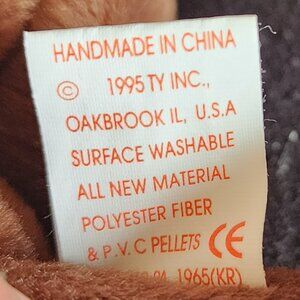 HANDMADE IN CHINA
© 1995 TY INC.,
OAKBROOK IL, U.S.A
SURFACE WASHABLE
ALL NEW MATERIAL
POLYESTER FIBER
& P.V.C PELLETS CE
1965(KR)